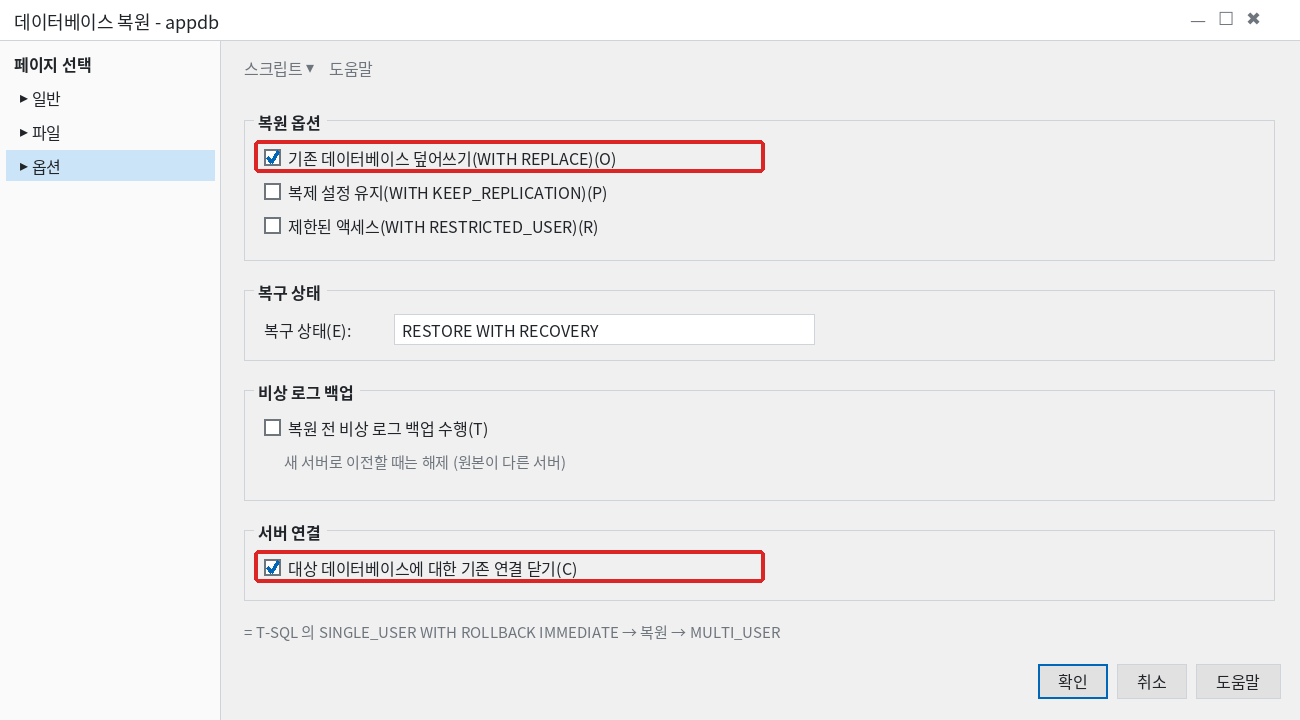 데이터베이스 복원 - appdb
페이지 선택
▸ 일반
▸ 파일
▸ 옵션
스크립트 ▾ 도움말
복원 옵션
기존 데이터베이스 덮어쓰기(WITH REPLACE)(O)
복제 설정 유지(WITH KEEP_REPLICATION)(P)
제한된 액세스(WITH RESTRICTED_USER)(R)
복구 상태
복구 상태(E): RESTORE WITH RECOVERY
비상 로그 백업
복원 전 비상 로그 백업 수행(T)
새 서버로 이전할 때는 해제 (원본이 다른 서버)
서버 연결
대상 데이터베이스에 대한 기존 연결 닫기(C)
= T-SQL 의 SINGLE_USER WITH ROLLBACK IMMEDIATE → 복원 → MULTI_USER
확인 취소 도움말